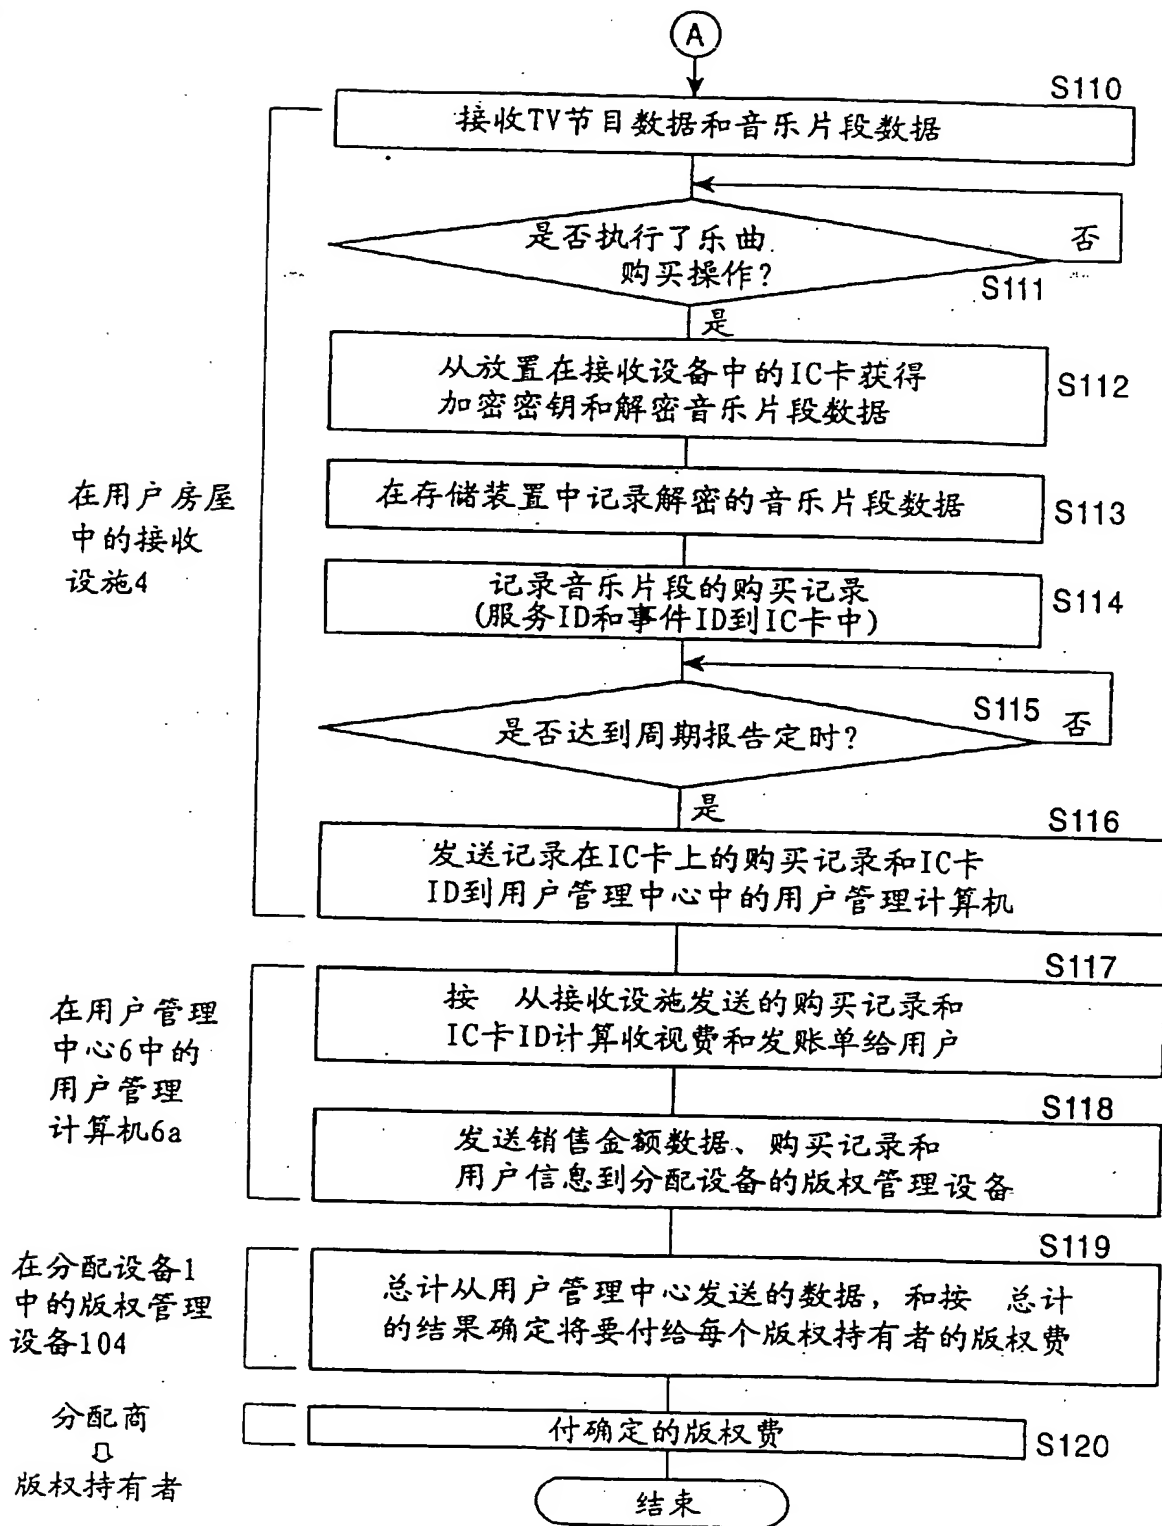 A
S110
接收TV节目数据和音乐片段数据
是否执行了乐曲
购买操作?
否
S111
是
从放置在接收设备中的IC卡获得
加密密钥和解密音乐片段数据
S112
在用户房屋
中的接收
设施4
在存储装置中记录解密的音乐片段数据
S113
记录音乐片段的购买记录
(服务ID和事件ID到IC卡中)
S114
S115
是否达到周期报告定时?
否
是
S116
发送记录在IC卡上的购买记录和IC卡
ID到用户管理中心中的用户管理计算机
S117
在用户管理
中心6中的
用户管理
计算机6a
按 从接收设施发送的购买记录和
IC卡ID计算收视费和发账单给用户
S118
发送销售金额数据、购买记录和
用户信息到分配设备的版权管理设备
S119
在分配设备1
中的版权管理
设备104
总计从用户管理中心发送的数据, 和按 总计
的结果确定将要付给每个版权持有者的版权费
分配商
⇩
版权持有者
付确定的版权费
S120
结束